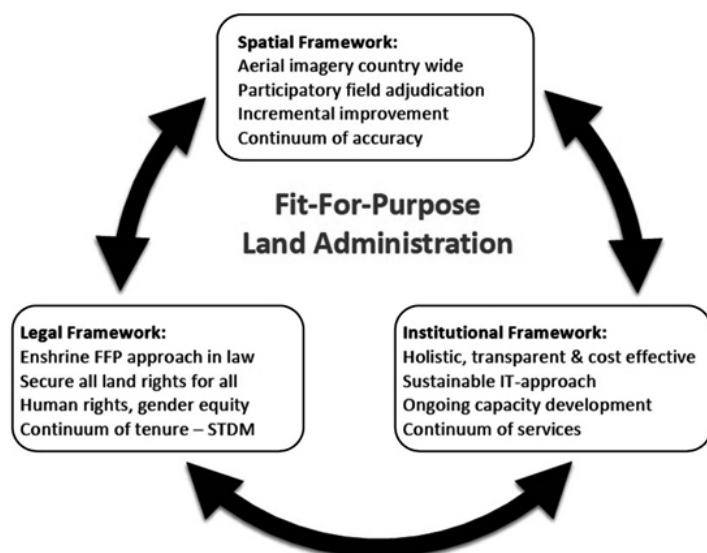 Spatial Framework:
Aerial imagery country wide
Participatory field adjudication
Incremental improvement
Continuum of accuracy
Fit-For-Purpose
Land Administration
Legal Framework:
Enshrine FFP approach in law
Secure all land rights for all
Human rights, gender equity
Continuum of tenure – STDM
Institutional Framework:
Holistic, transparent & cost effective
Sustainable IT-approach
Ongoing capacity development
Continuum of services